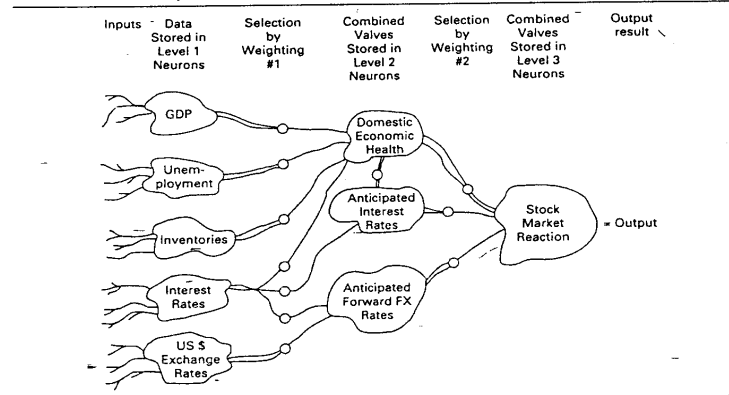 Inputs
Data
Stored in
Level 1
Neurons
Selection
by
Weighting
#1
Combined
Valves
Stored in
Level 2
Neurons
Selection
by
Weighting
#2
Combined
Valves
Stored in
Level 3
Neurons
Output
result
GDP
Unem-
ployment
Inventories
Interest
Rates
US $
Exchange
Rates
Domestic
Economic
Health
Anticipated
Interest
Rates
Anticipated
Forward FX
Rates
Stock
Market
Reaction
= Output